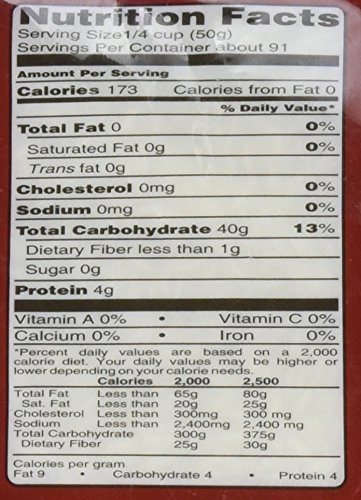 Nutrition Facts
Serving Size1/4 cup (50g)
Servings Per Container about 91
Amount Per Serving
Calories 173 Calories from Fat 0
% Daily Value*
Total Fat 0 0%
Saturated Fat 0g 0%
Trans fat 0g
Cholesterol 0mg 0%
Sodium 0mg 0%
Total Carbohydrate 40g 13%
Dietary Fiber less than 1g
Sugar 0g
Protein 4g
Vitamin A 0% • Vitamin C 0%
Calcium 0% • Iron 0%
*Percent daily values are based on a 2,000
calorie diet. Your daily values may be higher or
lower depending on your calorie needs.
Calories 2,000 2,500
Total Fat Less than 65g 80g
Sat. Fat Less than 20g 25g
Cholesterol Less than 300mg 300 mg
Sodium Less than 2,400mg 2,400 mg
Total Carbohydrate 300g 375g
Dietary Fiber 25g 30g
Calories per gram
Fat 9 • Carbohydrate 4 • Protein 4